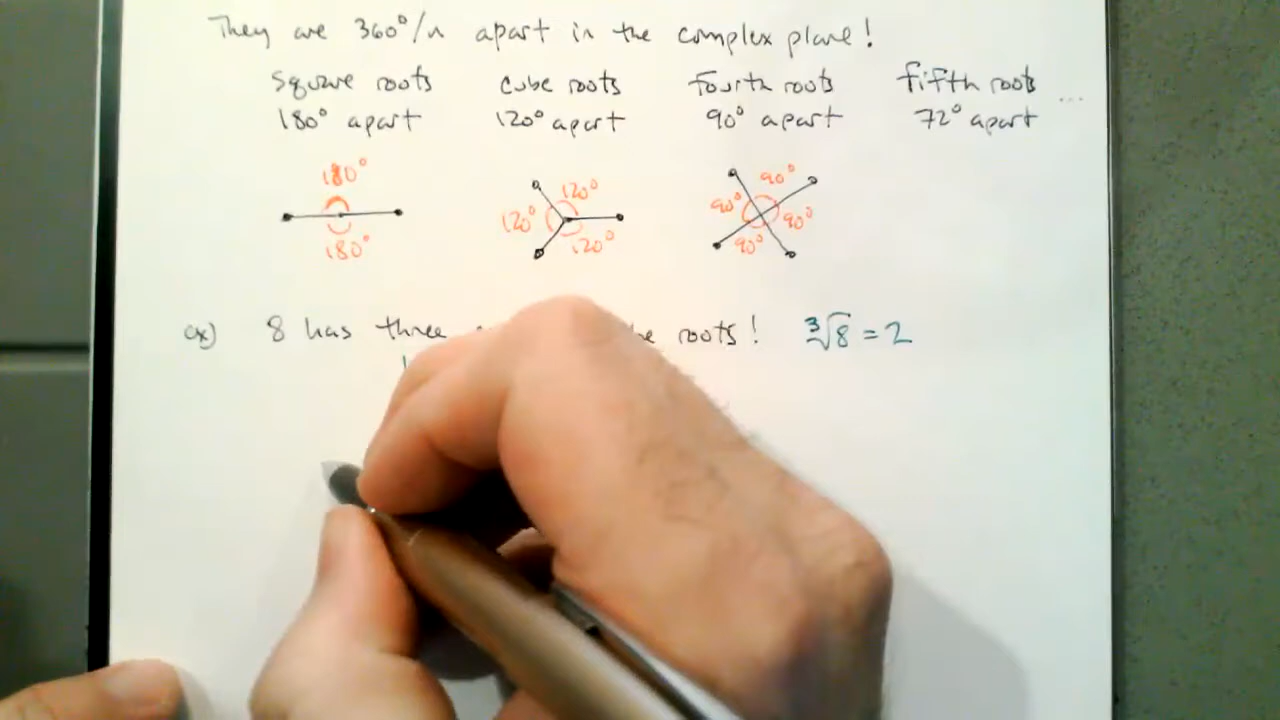 They are 360°/n apart in the complex plane!
square roots cube roots fourth roots fifth roots ...
180° apart 120° apart 90° apart 72° apart
180° 120° 120° 90° 90°
180° 120° 90° 90°
ex) 8 has three roots! ∛8 = 2